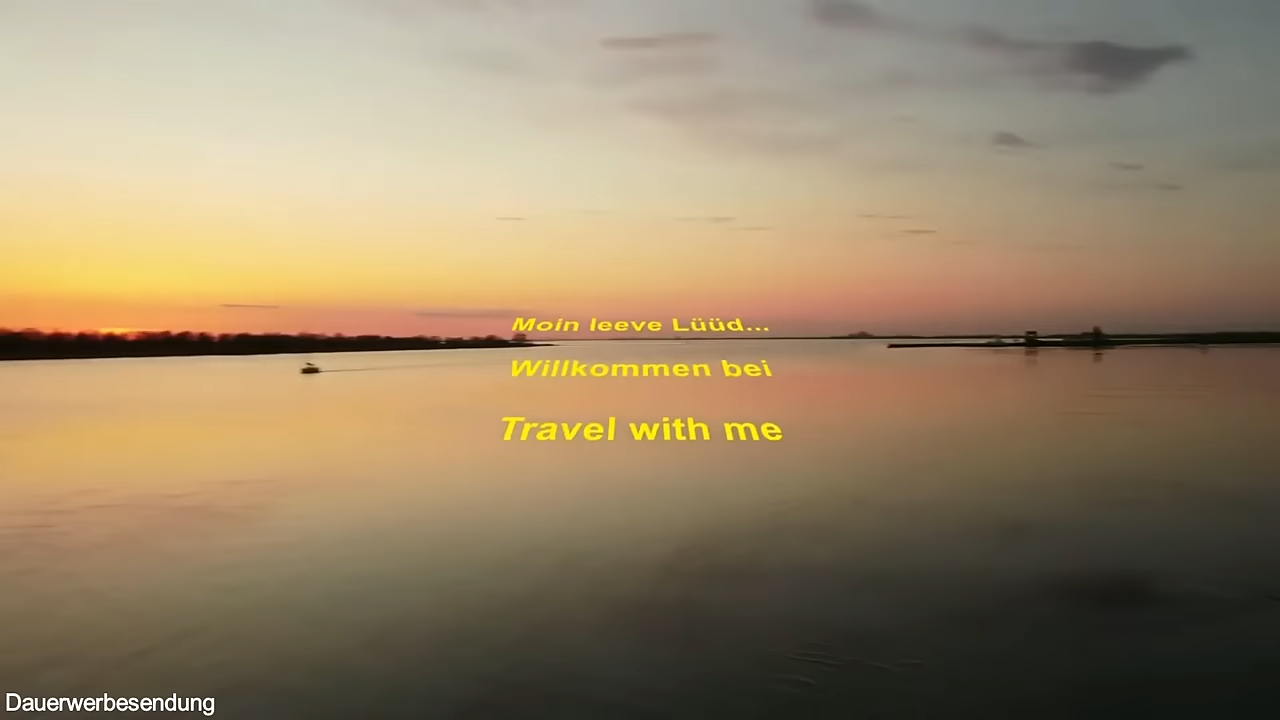 Moin leeve Lüüd...
Willkommen bei
Travel with me
Dauerwerbesendung